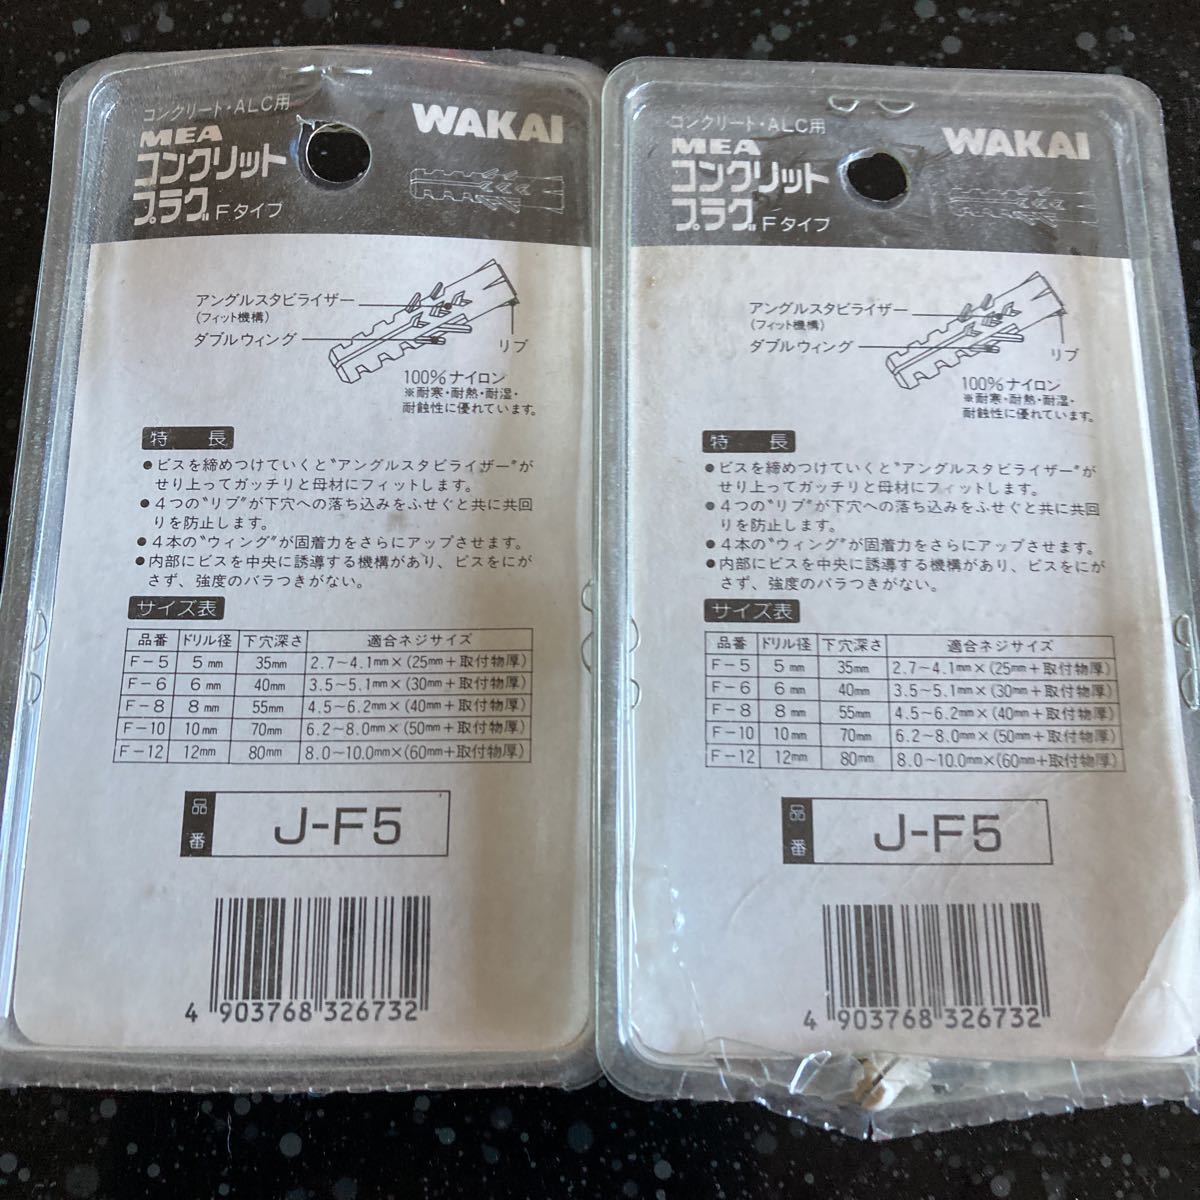 コンクリート・ALC用
MEA
コンクリット
プラグ Fタイプ
WAKAI
アングルスタビライザー
(フィット機構)
ダブルウィング
リブ
100%ナイロン
※耐寒・耐熱・耐湿・
耐蝕性に優れています。
特 長
●ビスを締めつけていくと“アングルスタビライザー”が
せり上ってガッチリと母材にフィットします。
●4つの“リブ”が下穴への落ち込みをふせぐと共に共回
りを防止します。
●4本の“ウィング”が固着力をさらにアップさせます。
●内部にビスを中央に誘導する機構があり、ビスをにが
さず、強度のバラつきがない。
サイズ表
品番 ドリル径 下穴深さ 適合ネジサイズ
F-5 5mm 35mm 2.7~4.1mm×(25mm+取付物厚)
F-6 6mm 40mm 3.5~5.1mm×(30mm+取付物厚)
F-8 8mm 55mm 4.5~6.2mm×(40mm+取付物厚)
F-10 10mm 70mm 6.2~8.0mm×(50mm+取付物厚)
F-12 12mm 80mm 8.0~10.0mm×(60mm+取付物厚)
品番 J-F5
4 903768 326732
コンクリート・ALC用
MEA
コンクリット
プラグ Fタイプ
WAKAI
アングルスタビライザー
(フィット機構)
ダブルウィング
リブ
100%ナイロン
※耐寒・耐熱・耐湿・
耐蝕性に優れています。
特 長
●ビスを締めつけていくと“アングルスタビライザー”が
せり上ってガッチリと母材にフィットします。
●4つの“リブ”が下穴への落ち込みをふせぐと共に共回
りを防止します。
●4本の“ウィング”が固着力をさらにアップさせます。
●内部にビスを中央に誘導する機構があり、ビスをにが
さず、強度のバラつきがない。
サイズ表
品番 ドリル径 下穴深さ 適合ネジサイズ
F-5 5mm 35mm 2.7~4.1mm×(25mm+取付物厚)
F-6 6mm 40mm 3.5~5.1mm×(30mm+取付物厚)
F-8 8mm 55mm 4.5~6.2mm×(40mm+取付物厚)
F-10 10mm 70mm 6.2~8.0mm×(50mm+取付物厚)
F-12 12mm 80mm 8.0~10.0mm×(60mm+取付物厚)
品番 J-F5
4 903768 326732